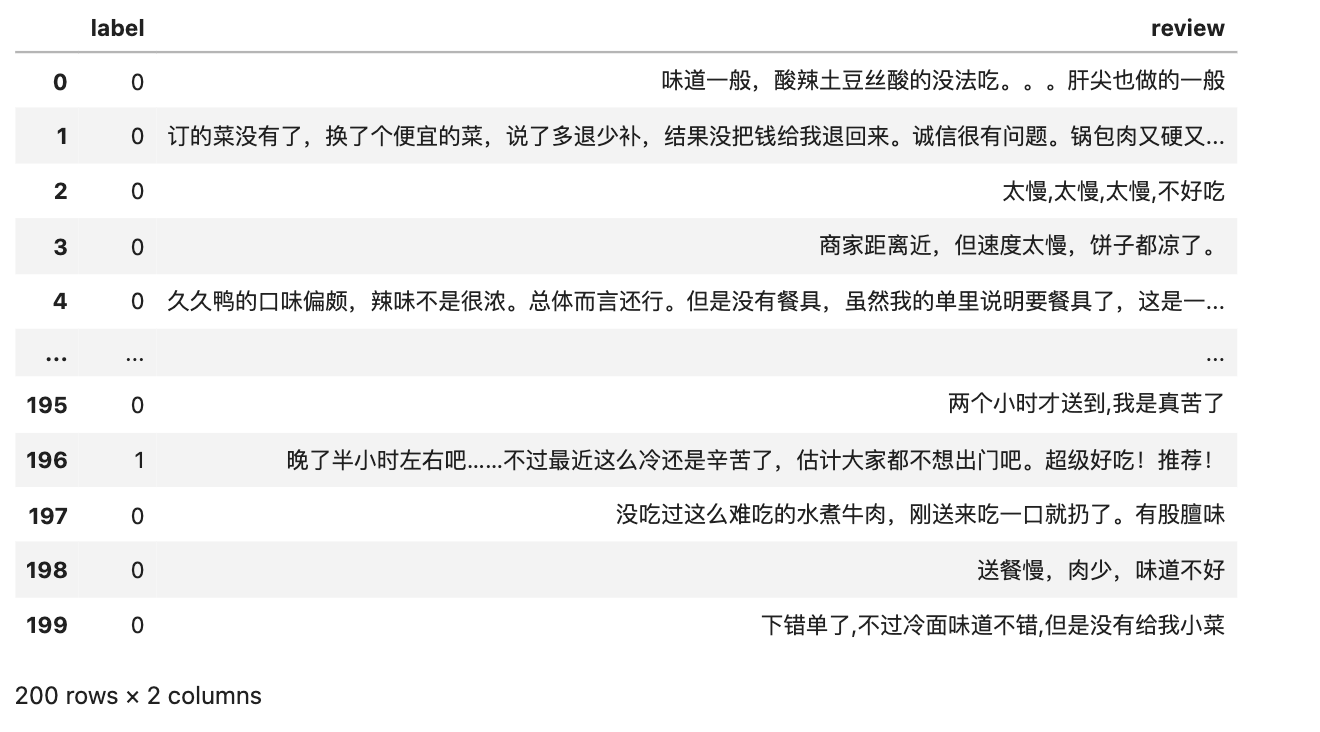 label review
0 0 味道一般，酸辣土豆丝酸的没法吃。。。肝尖也做的一般
1 0 订的菜没有了，换了个便宜的菜，说了多退少补，结果没把钱给我退回来。诚信很有问题。锅包肉又硬又...
2 0 太慢,太慢,太慢,不好吃
3 0 商家距离近，但速度太慢，饼子都凉了。
4 0 久久鸭的口味偏颇，辣味不是很浓。总体而言还行。但是没有餐具，虽然我的单里说明要餐具了，这是一...
... ... ...
195 0 两个小时才送到,我是真苦了
196 1 晚了半小时左右吧……不过最近这么冷还是辛苦了，估计大家都不想出门吧。超级好吃！推荐！
197 0 没吃过这么难吃的水煮牛肉，刚送来吃一口就扔了。有股膻味
198 0 送餐慢，肉少，味道不好
199 0 下错单了,不过冷面味道不错,但是没有给我小菜
200 rows × 2 columns